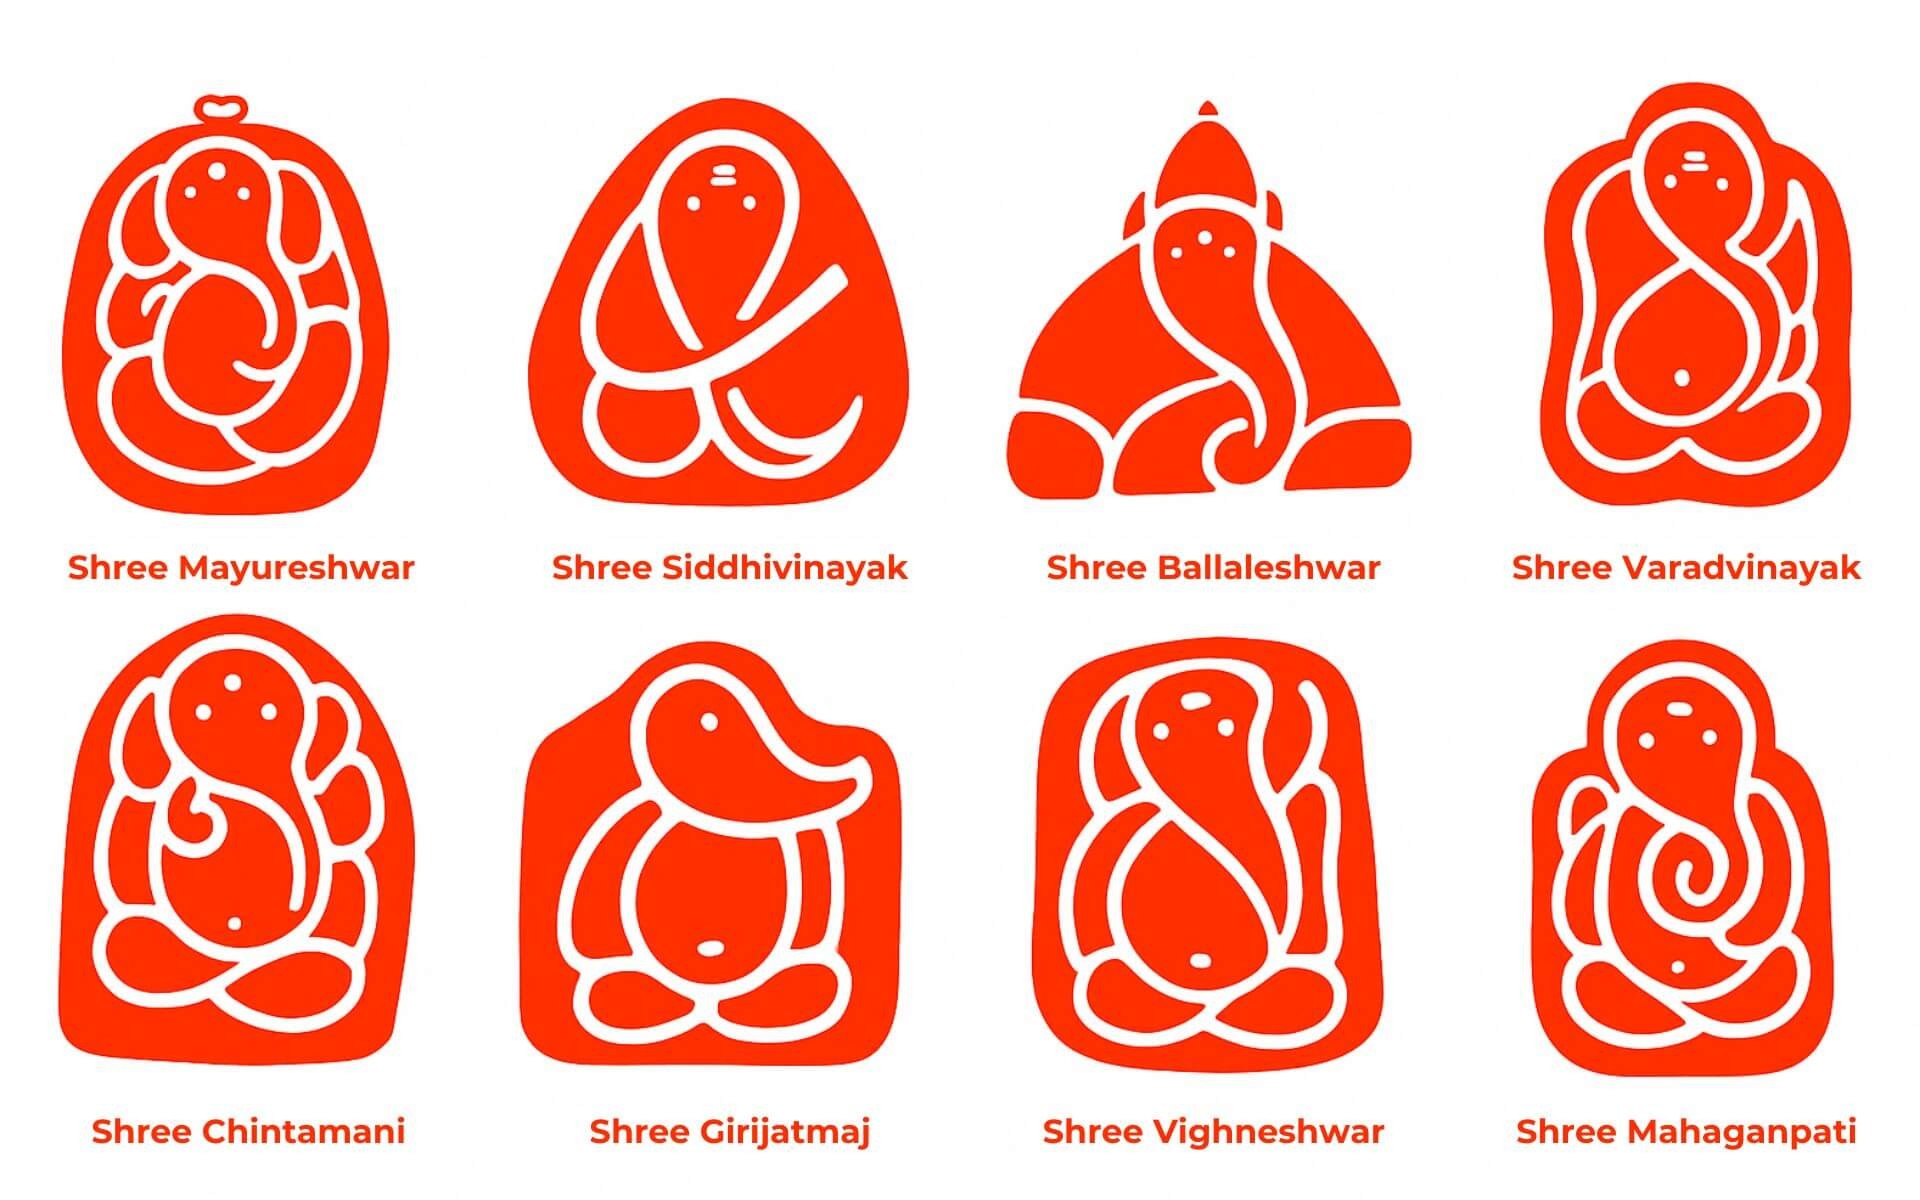 Shree Mayureshwar
Shree Siddhivinayak
Shree Ballaleshwar
Shree Varadvinayak
Shree Chintamani
Shree Girijatmaj
Shree Vighneshwar
Shree Mahaganpati